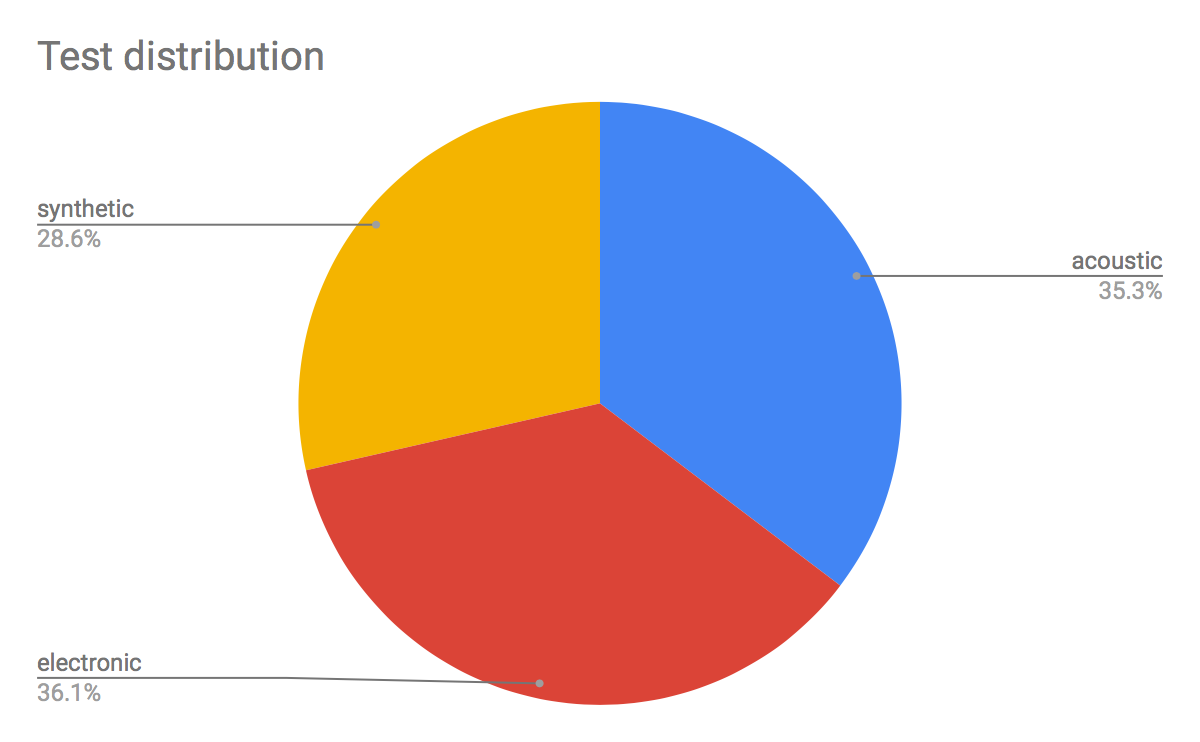 Test distribution
synthetic
28.6%
acoustic
35.3%
electronic
36.1%